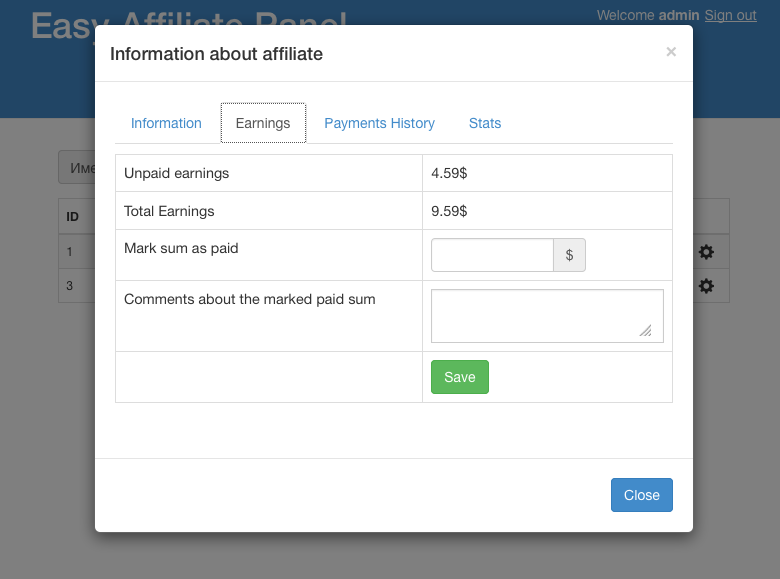 Easy Affiliate Panel
Welcome admin Sign out
Information about affiliate
×
Information
Earnings
Payments History
Stats
Unpaid earnings
4.59$
Total Earnings
9.59$
Mark sum as paid
$
Comments about the marked paid sum
Save
Close
ID
1
3